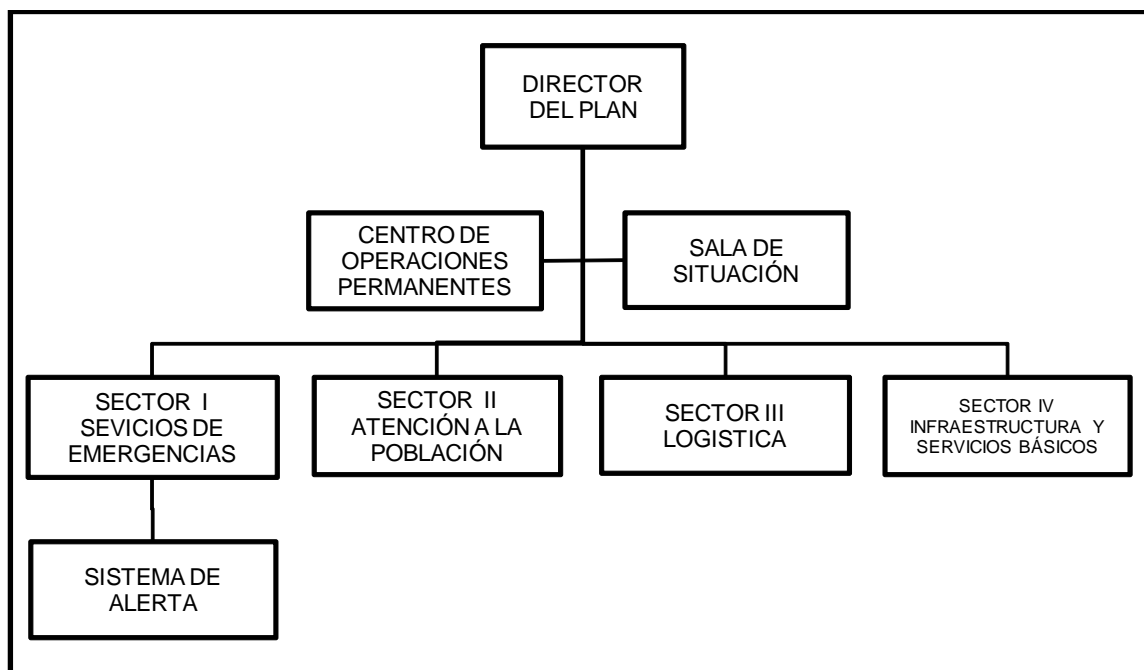 DIRECTOR
DEL PLAN
CENTRO DE
OPERACIONES
PERMANENTES
SALA DE
SITUACIÓN
SECTOR I
SEVICIOS DE
EMERGENCIAS
SECTOR II
ATENCIÓN A LA
POBLACIÓN
SECTOR III
LOGISTICA
SECTOR IV
INFRAESTRUCTURA Y
SERVICIOS BÁSICOS
SISTEMA DE
ALERTA